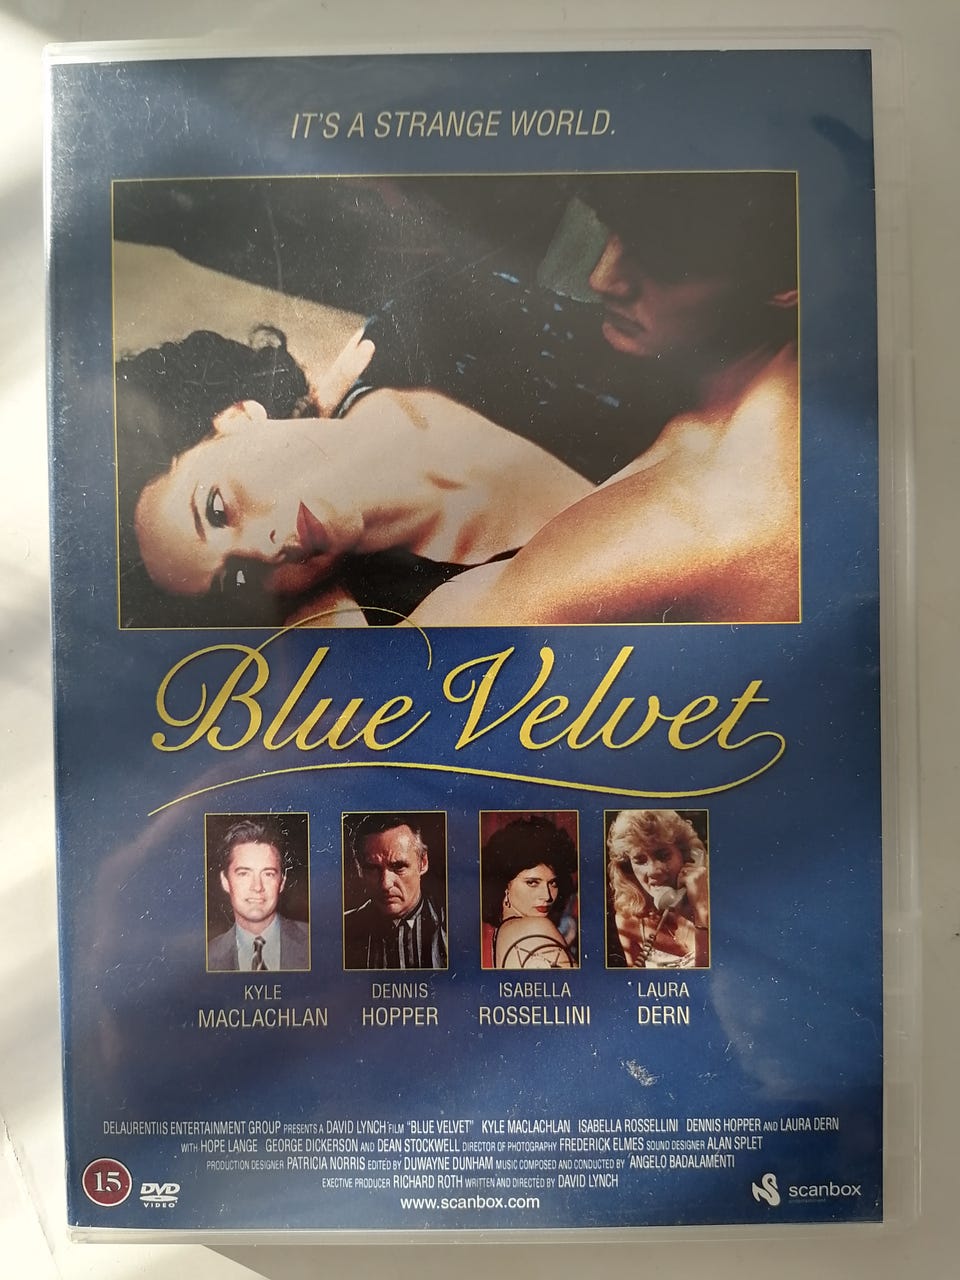 IT'S A STRANGE WORLD.
Blue Velvet
KYLE MACLACHLAN
DENNIS HOPPER
ISABELLA ROSSELLINI
LAURA DERN
DELAURENTIIS ENTERTAINMENT GROUP PRESENTS A DAVID LYNCH FILM "BLUE VELVET" KYLE MACLACHLAN ISABELLA ROSSELLINI DENNIS HOPPER AND LAURA DERN
WITH HOPE LANGE GEORGE DICKERSON AND DEAN STOCKWELL DIRECTOR OF PHOTOGRAPHY FREDERICK ELMES SOUND DESIGNER ALAN SPLET
PRODUCTION DESIGNER PATRICIA NORRIS EDITED BY DUWAYNE DUNHAM MUSIC COMPOSED AND CONDUCTED BY ANGELO BADALAMENTI
EXECTIVE PRODUCER RICHARD ROTH WRITTEN AND DIRECTED BY DAVID LYNCH
www.scanbox.com
15
DVD
VIDEO
scanbox
entertainment